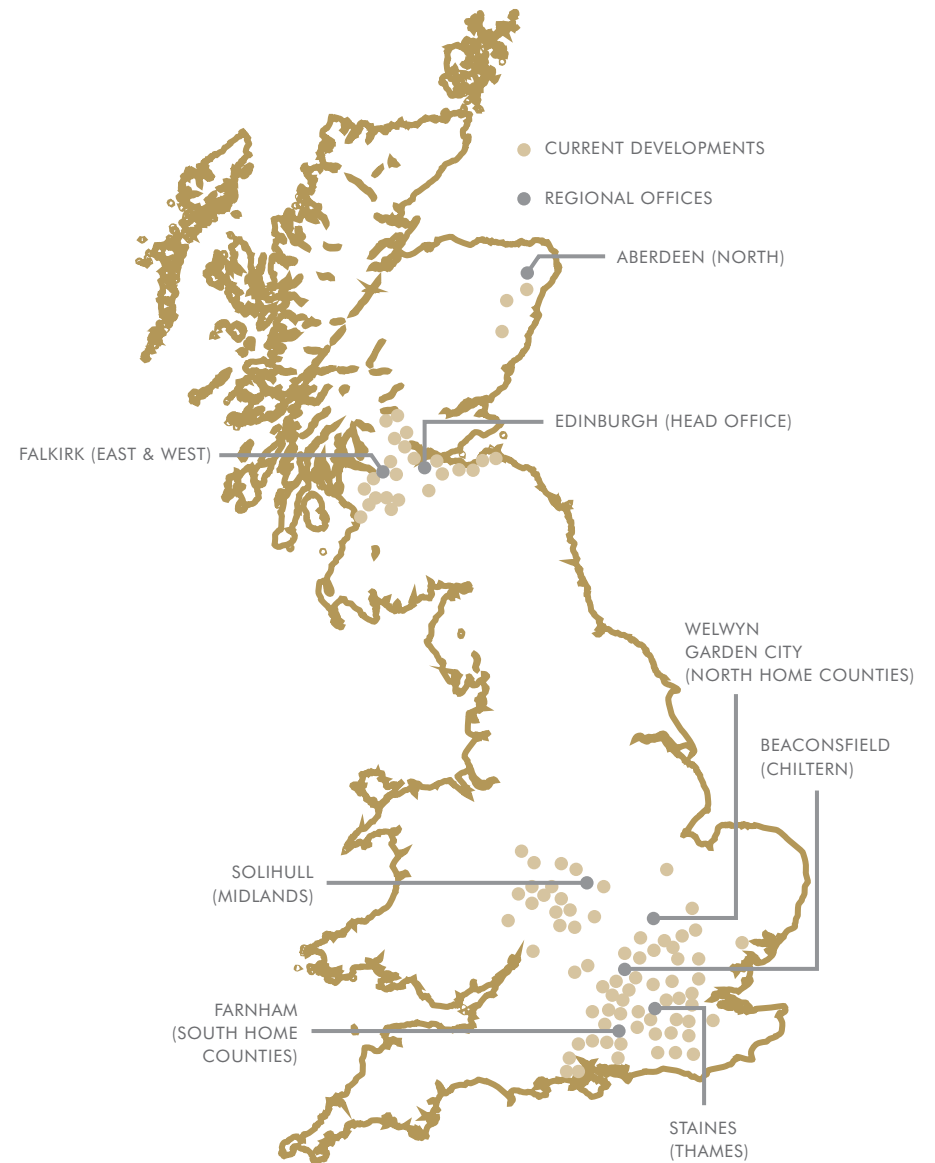 CURRENT DEVELOPMENTS
REGIONAL OFFICES
ABERDEEN (NORTH)
EDINBURGH (HEAD OFFICE)
FALKIRK (EAST & WEST)
WELWYN
GARDEN CITY
(NORTH HOME COUNTIES)
BEACONSFIELD
(CHILTERN)
SOLIHULL
(MIDLANDS)
FARNHAM
(SOUTH HOME
COUNTIES)
STAINES
(THAMES)